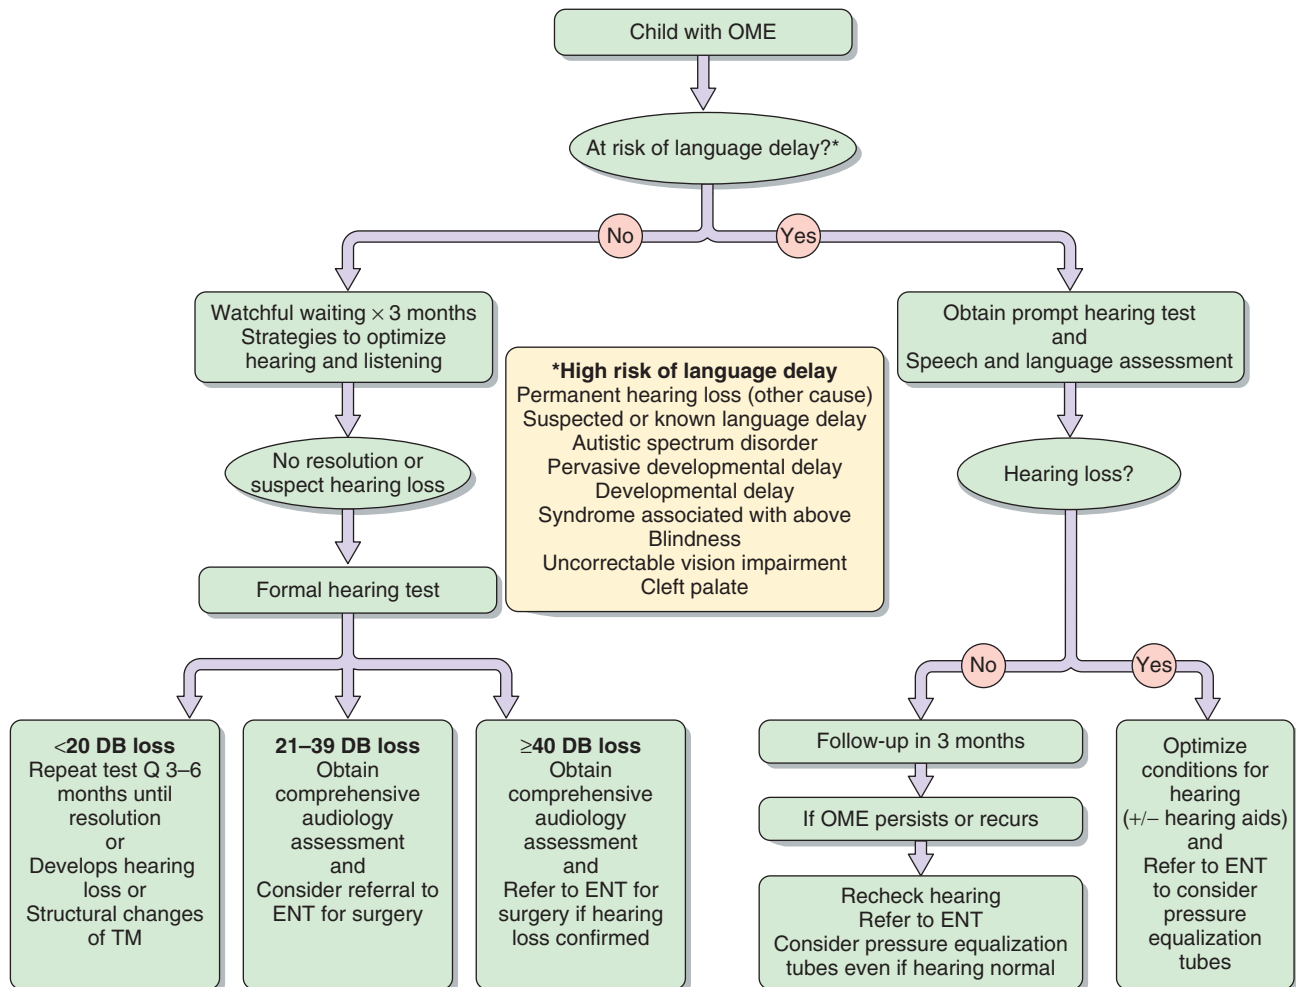 Child with OME
At risk of language delay?*
No
Yes
Watchful waiting × 3 months
Strategies to optimize
hearing and listening
No resolution or
suspect hearing loss
Formal hearing test
<20 DB loss
Repeat test Q 3–6
months until
resolution
or
Develops hearing
loss or
Structural changes
of TM
21–39 DB loss
Obtain
comprehensive
audiology
assessment
and
Consider referral to
ENT for surgery
≥40 DB loss
Obtain
comprehensive
audiology
assessment
and
Refer to ENT for
surgery if hearing
loss confirmed
*High risk of language delay
Permanent hearing loss (other cause)
Suspected or known language delay
Autistic spectrum disorder
Pervasive developmental delay
Developmental delay
Syndrome associated with above
Blindness
Uncorrectable vision impairment
Cleft palate
Obtain prompt hearing test
and
Speech and language assessment
Hearing loss?
No
Yes
Follow-up in 3 months
If OME persists or recurs
Recheck hearing
Refer to ENT
Consider pressure equalization
tubes even if hearing normal
Optimize
conditions for
hearing
(+/− hearing aids)
and
Refer to ENT
to consider
pressure
equalization
tubes